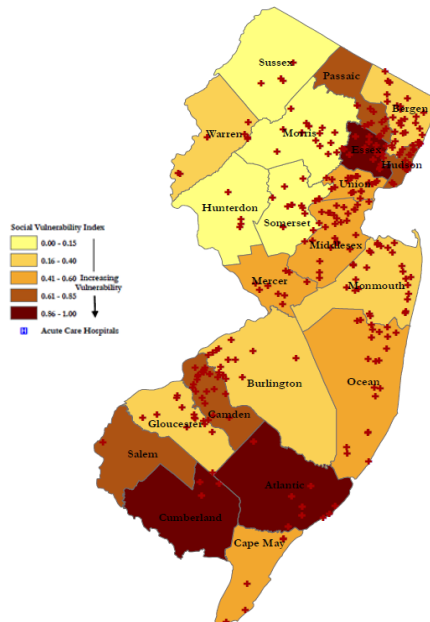 Sussex
Passaic
Bergen
Warren
Morris
Essex
Hudson
Union
Hunterdon
Somerset
Middlesex
Mercer
Monmouth
Social Vulnerability Index
0.00 - 0.15
0.16 - 0.40
0.41 - 0.60
0.61 - 0.85
0.86 - 1.00
Increasing
Vulnerability
H Acute Care Hospitals
Ocean
Burlington
Camden
Gloucester
Salem
Atlantic
Cumberland
Cape May